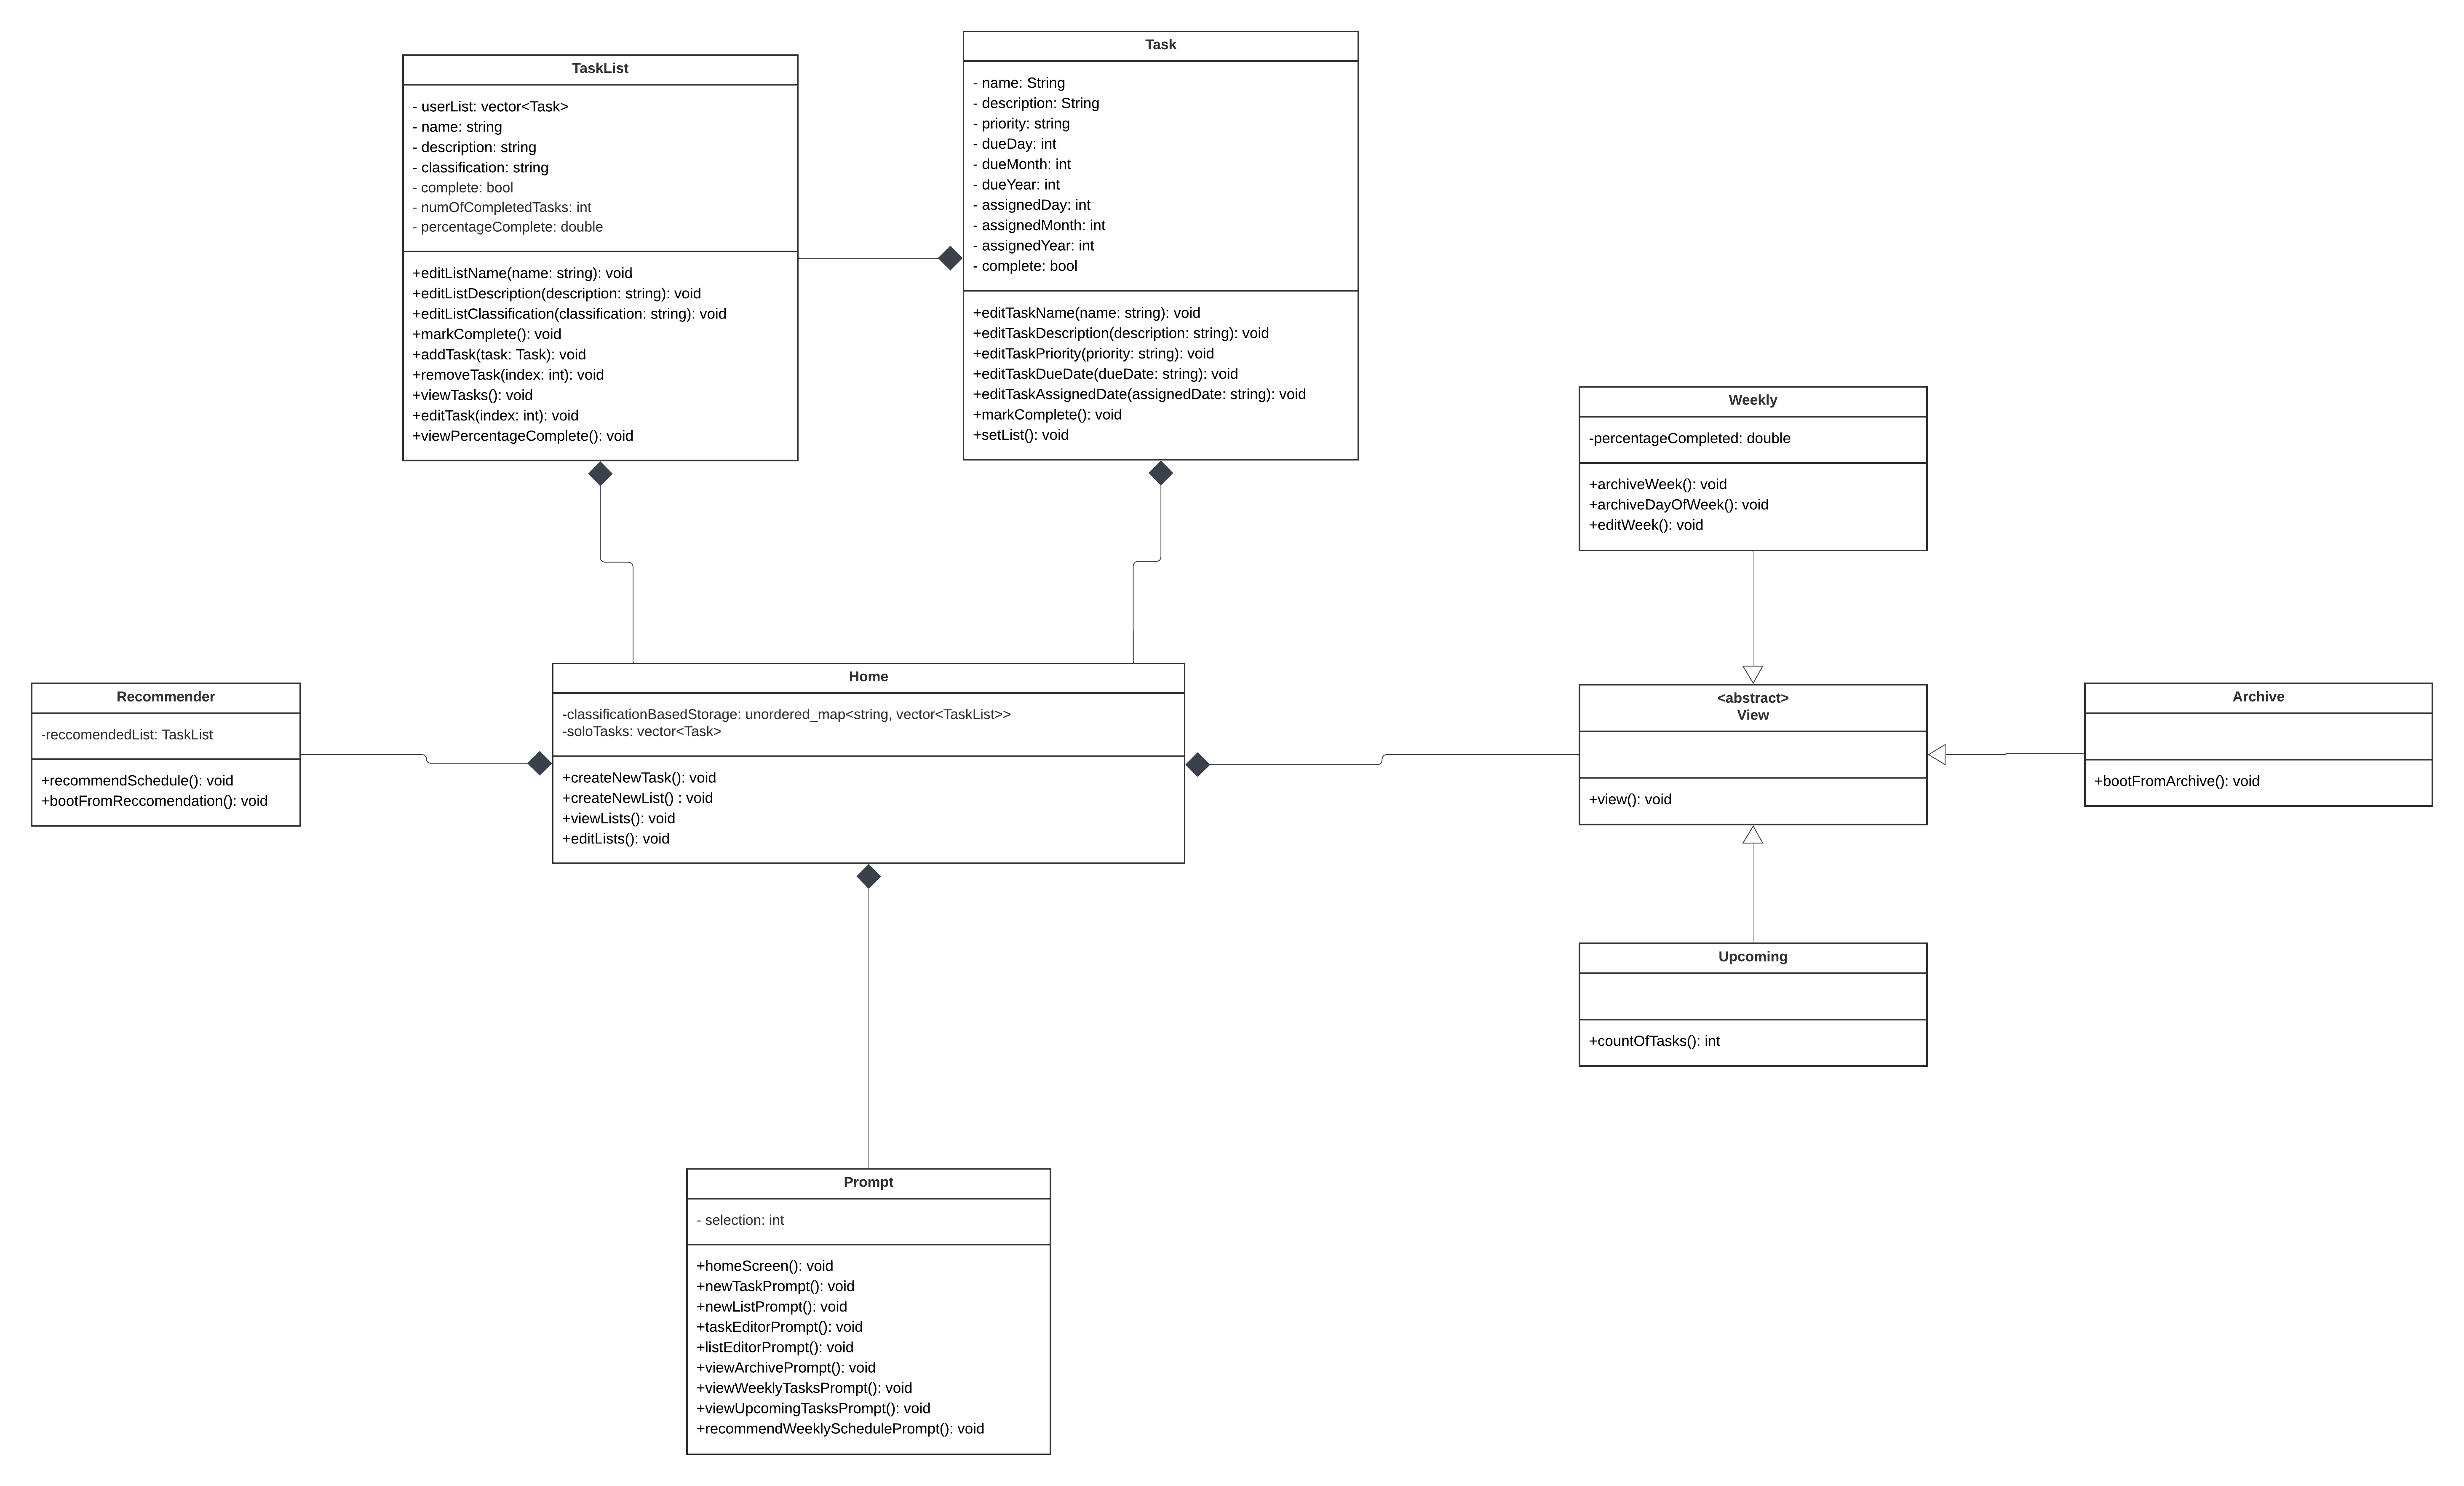 TaskList
- userList: vector<Task>
- name: string
- description: string
- classification: string
- complete: bool
- numOfCompletedTasks: int
- percentageComplete: double
+editListName(name: string): void
+editListDescription(description: string): void
+editListClassification(classification: string): void
+markComplete(): void
+addTask(task: Task): void
+removeTask(index: int): void
+viewTasks(): void
+editTask(index: int): void
+viewPercentageComplete(): void
Task
- name: String
- description: String
- priority: string
- dueDay: int
- dueMonth: int
- dueYear: int
- assignedDay: int
- assignedMonth: int
- assignedYear: int
- complete: bool
+editTaskName(name: string): void
+editTaskDescription(description: string): void
+editTaskPriority(priority: string): void
+editTaskDueDate(dueDate: string): void
+editTaskAssignedDate(assignedDate: string): void
+markComplete(): void
+setList(): void
Weekly
-percentageCompleted: double
+archiveWeek(): void
+archiveDayOfWeek(): void
+editWeek(): void
Recommender
-reccomendedList: TaskList
+recommendSchedule(): void
+bootFromReccomendation(): void
Home
-classificationBasedStorage: unordered_map<string, vector<TaskList>>
-soloTasks: vector<Task>
+createNewTask(): void
+createNewList() : void
+viewLists(): void
+editLists(): void
<abstract>
View
+view(): void
Archive
+bootFromArchive(): void
Upcoming
+countOfTasks(): int
Prompt
- selection: int
+homeScreen(): void
+newTaskPrompt(): void
+newListPrompt(): void
+taskEditorPrompt(): void
+listEditorPrompt(): void
+viewArchivePrompt(): void
+viewWeeklyTasksPrompt(): void
+viewUpcomingTasksPrompt(): void
+recommendWeeklySchedulePrompt(): void